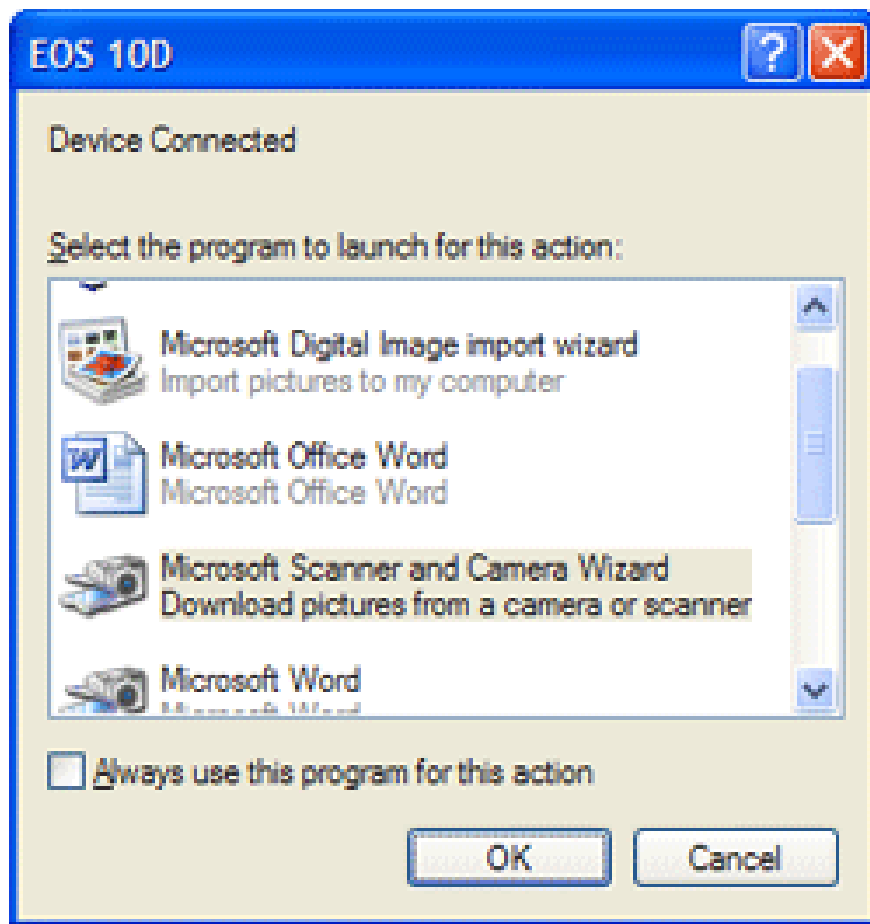 EOS 10D
Device Connected
Select the program to launch for this action:
Microsoft Digital Image import wizard
Import pictures to my computer
Microsoft Office Word
Microsoft Office Word
Microsoft Scanner and Camera Wizard
Download pictures from a camera or scanner
Microsoft Word
Microsoft Word
Always use this program for this action
OK
Cancel